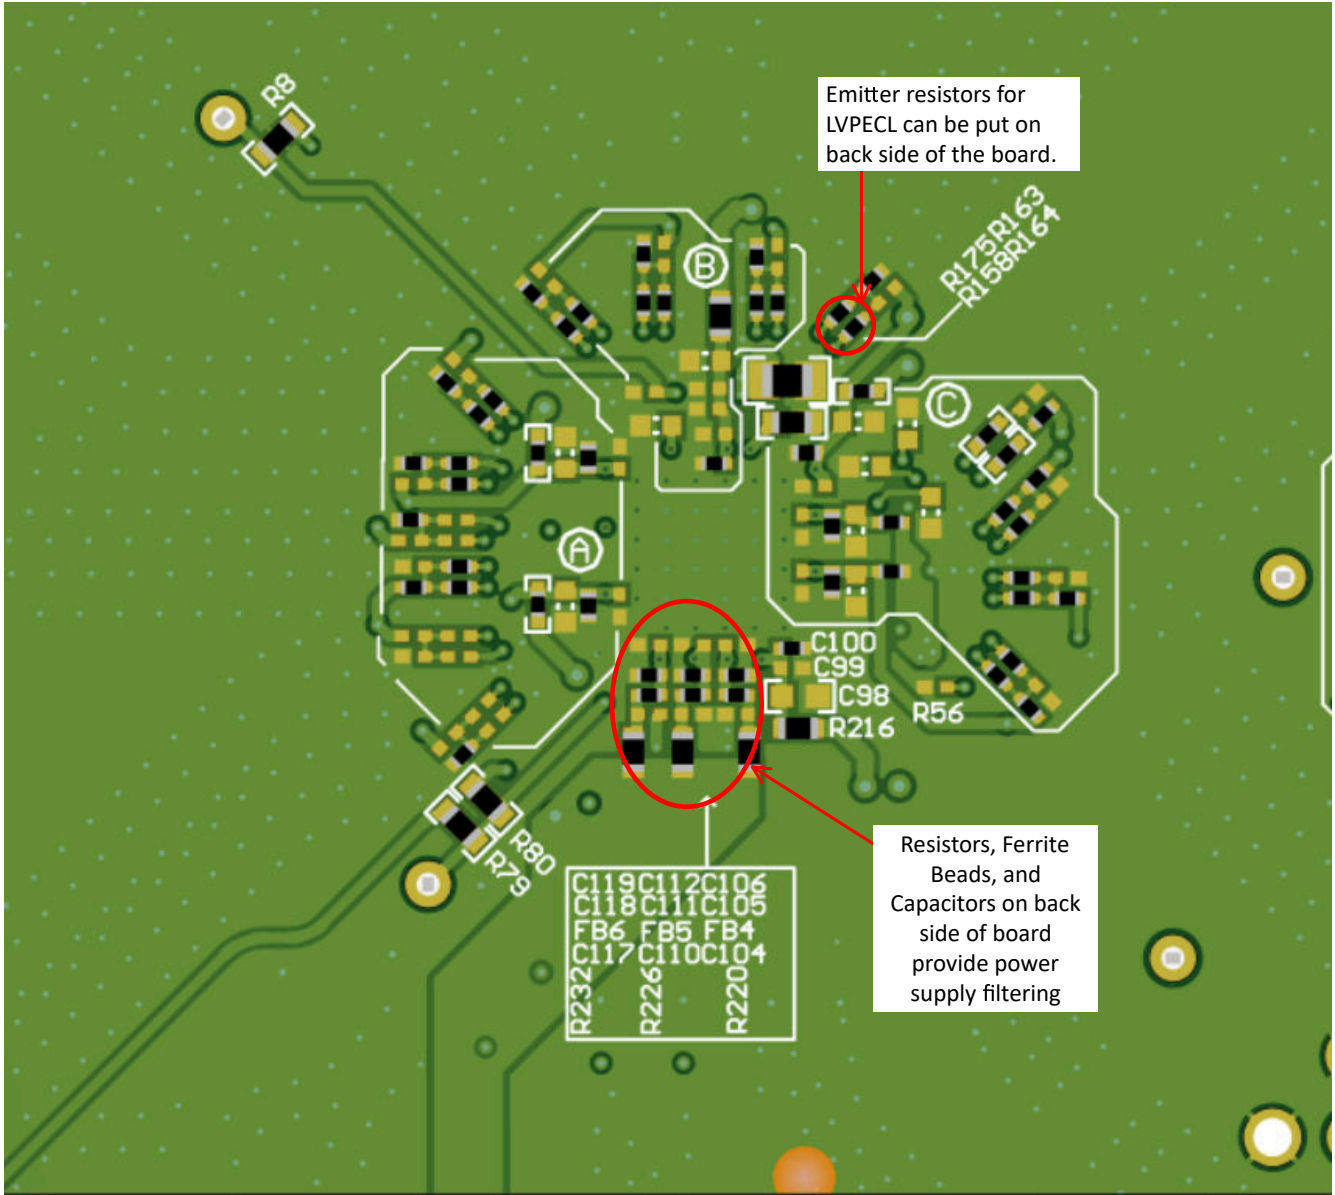 R8
Emitter resistors for
LVPECL can be put on
back side of the board.
R175R163
R158R164
B
C
A
C100
C99
C98
R56
R216
R80
R79
Resistors, Ferrite
Beads, and
Capacitors on back
side of board
provide power
supply filtering
C119C112C106
C118C111C105
FB6 FB5 FB4
C117C110C104
R232 R226 R220